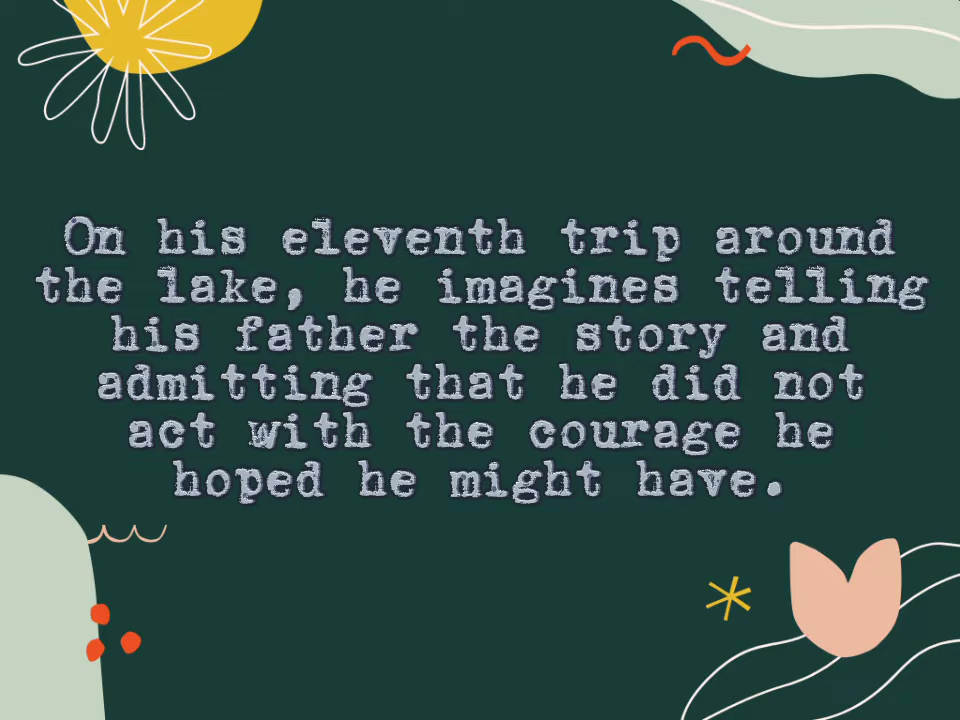 On his eleventh trip around
the lake, he imagines telling
his father the story and
admitting that he did not
act with the courage he
hoped he might have.